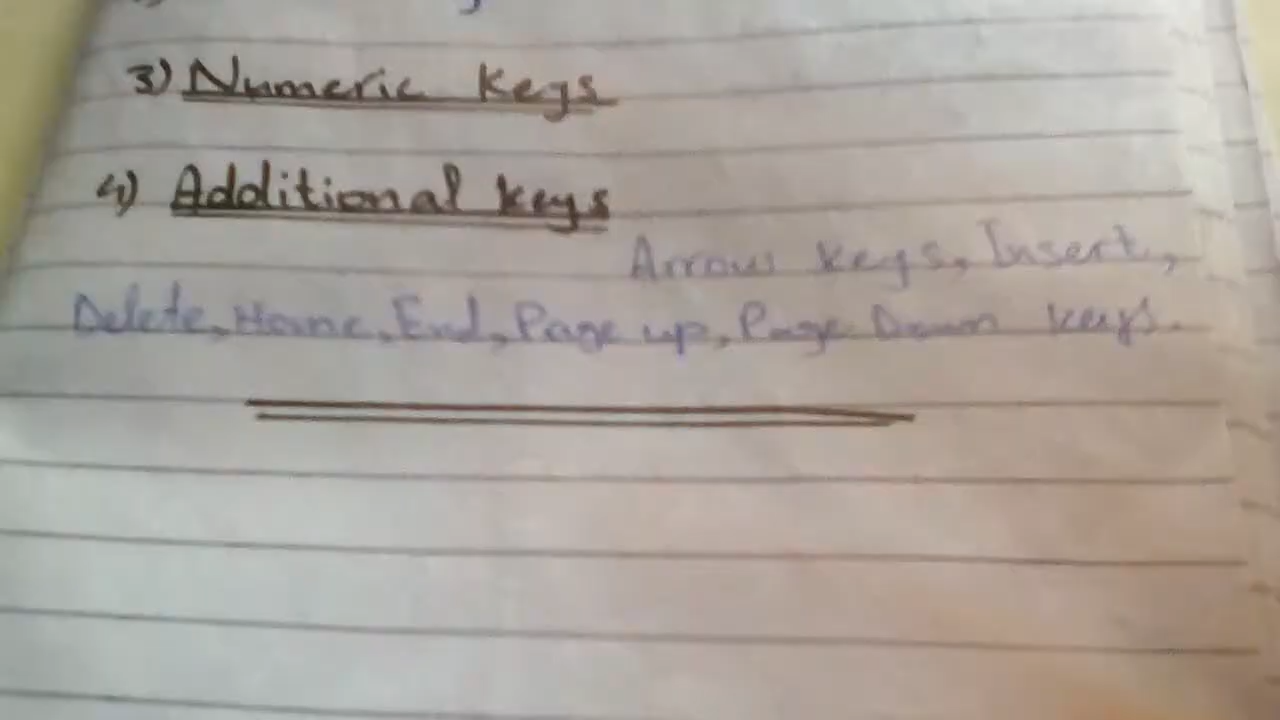 3) Numeric Keys
4) Additional keys
Arrow keys, Insert,
Delete, Home, End, Page up, Page Down keys.